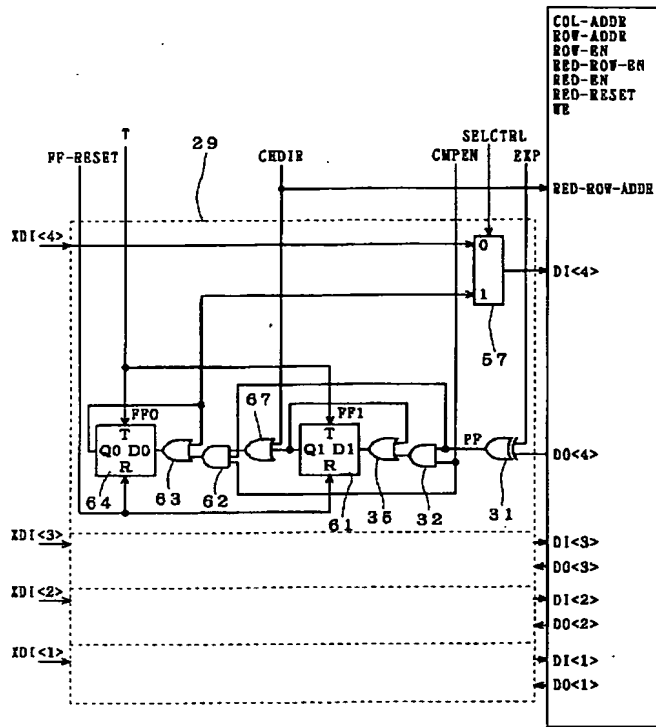 COL-ADDR
ROW-ADDR
ROW-EN
RED-ROW-EN
RED-EN
RED-RESET
WE
T
SELCTRL
FF-RESET
29
CHDIR
CMPEN
EXP
RED-ROW-ADDR
XDI<4>
0
DI<4>
1
57
67
FF0
FF1
T
T
PP
Q0 D0
Q1 D1
DO<4>
R
R
64
63
62
61
35
32
31
XDI<3>
DI<3>
DO<3>
XDI<2>
DI<2>
DO<2>
XDI<1>
DI<1>
DO<1>